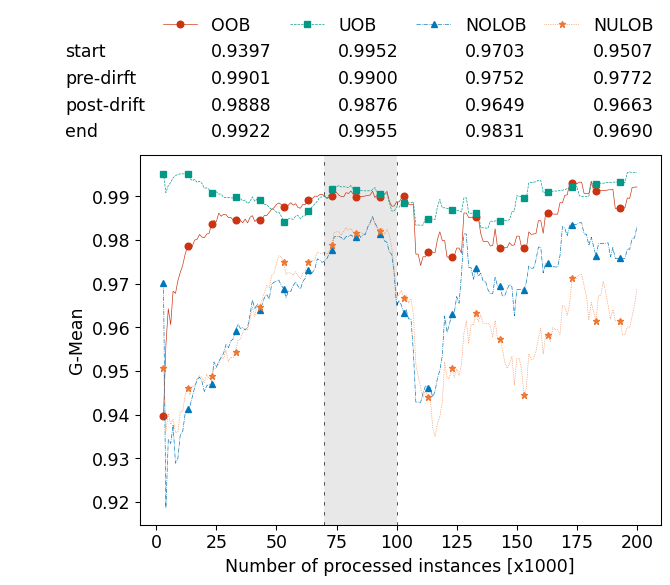 OOB UOB NOLOB NULOB
start 0.9397 0.9952 0.9703 0.9507
pre-dirft 0.9901 0.9900 0.9752 0.9772
post-drift 0.9888 0.9876 0.9649 0.9663
end 0.9922 0.9955 0.9831 0.9690
0.99
0.98
0.97
0.96
0.95
0.94
0.93
0.92
G-Mean
0 25 50 75 100 125 150 175 200
Number of processed instances [x1000]